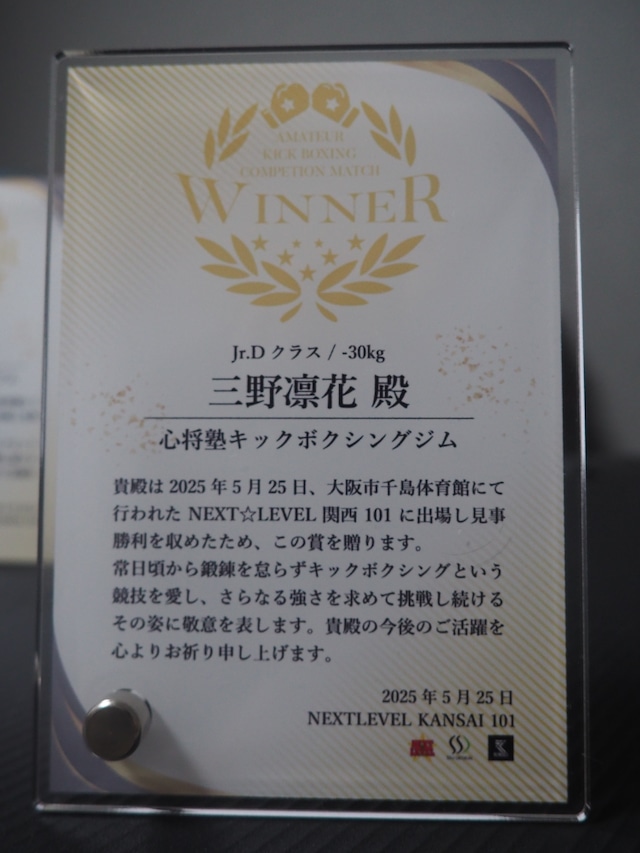 AMATEUR
KICK BOXING
COMPETION MATCH
WINNER
Jr.D クラス / -30kg
三野凛花 殿
心将塾キックボクシングジム
貴殿は 2025 年 5 月 25 日、大阪市千島体育館にて
行われた NEXT☆LEVEL 関西 101 に出場し見事
勝利を収めたため、この賞を贈ります。
常日頃から鍛錬を怠らずキックボクシングという
競技を愛し、さらなる強さを求めて挑戦し続ける
その姿に敬意を表します。貴殿の今後のご活躍を
心よりお祈り申し上げます。
2025 年 5 月 25 日
NEXTLEVEL KANSAI 101